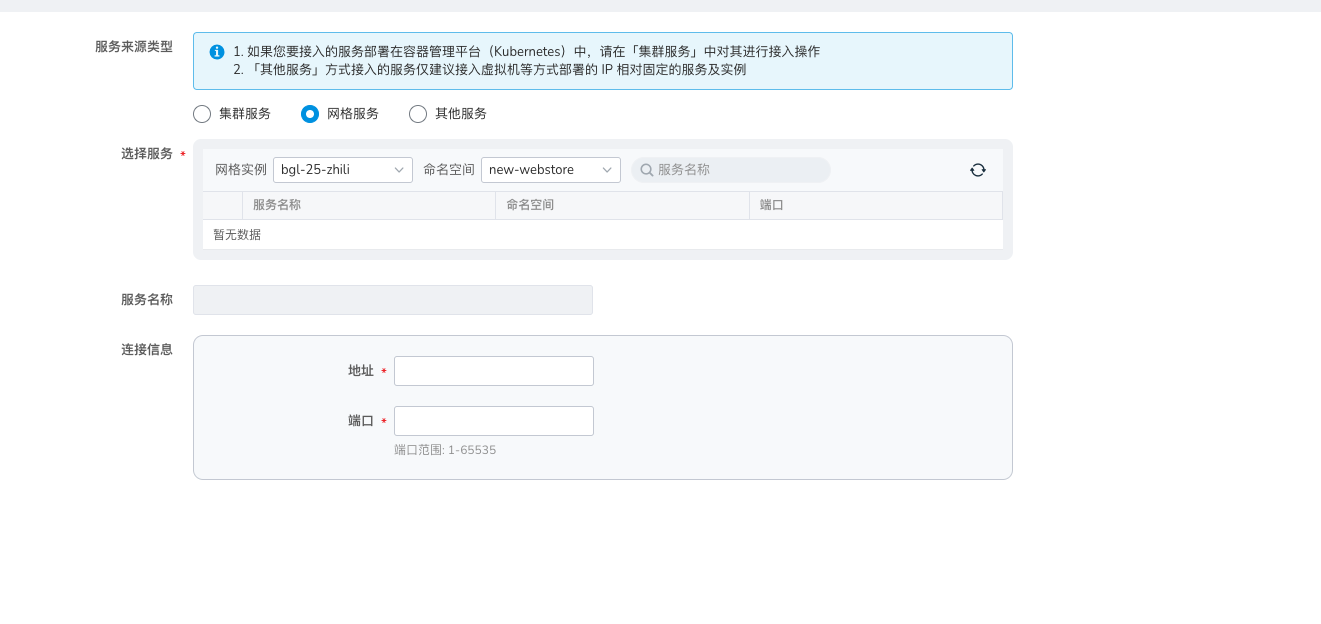 服务来源类型
1. 如果您要接入的服务部署在容器管理平台（Kubernetes）中，请在「集群服务」中对其进行接入操作
2. 「其他服务」方式接入的服务仅建议接入虚拟机等方式部署的 IP 相对固定的服务及实例
集群服务 网格服务 其他服务
选择服务 *
网格实例 bgl-25-zhili 命名空间 new-webstore 服务名称
服务名称 命名空间 端口
暂无数据
服务名称
连接信息
地址 *
端口 *
端口范围: 1-65535